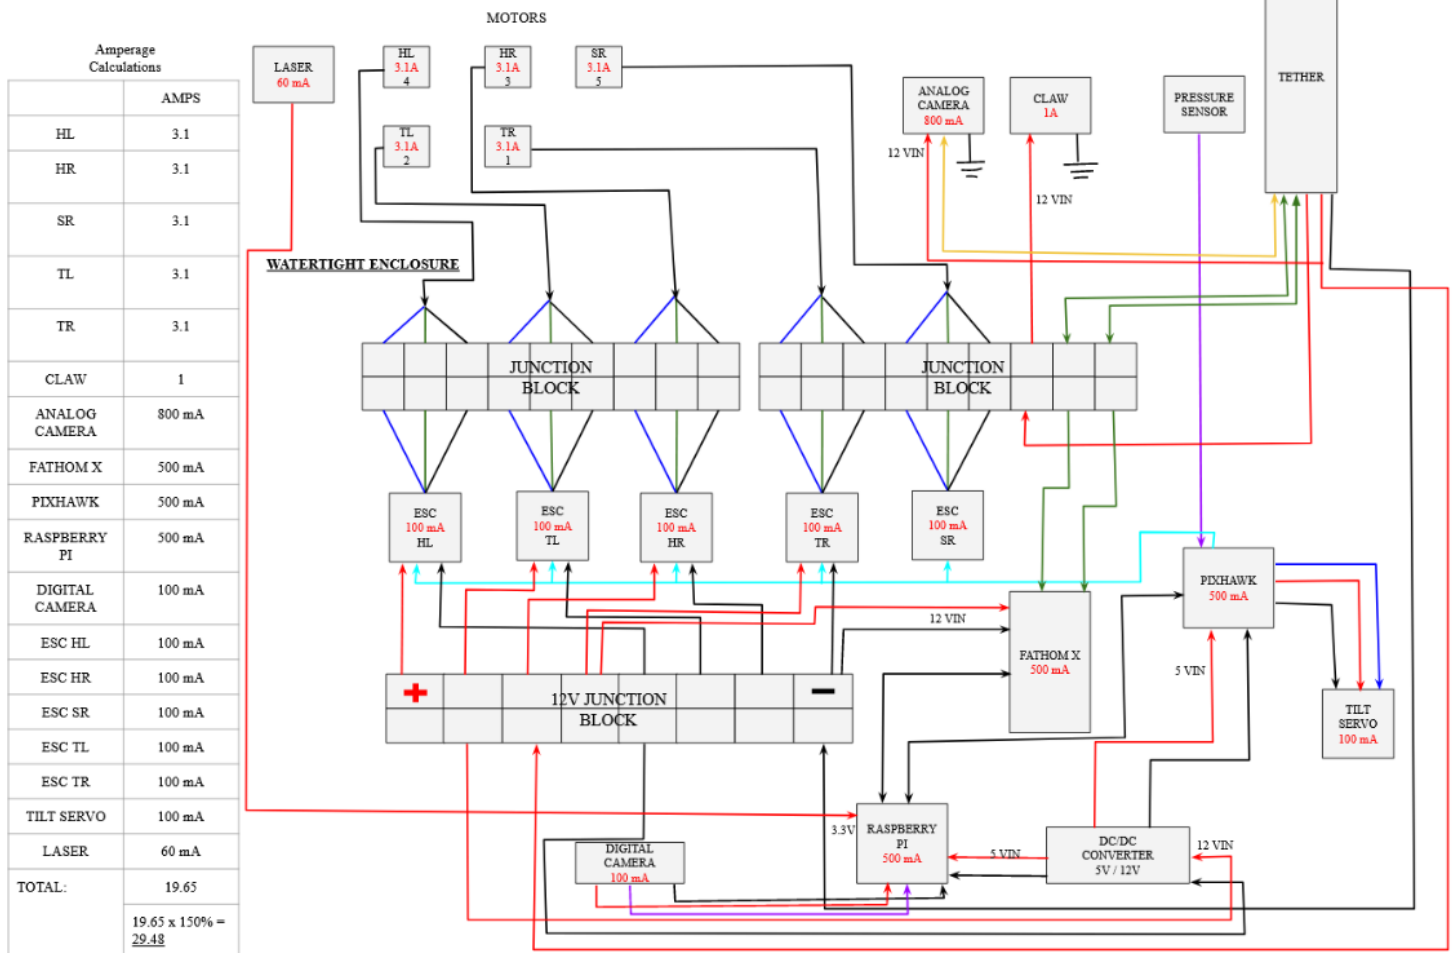 MOTORS
Amperage
Calculations
AMPS
HL
3.1
HR
3.1
SR
3.1
TL
3.1
TR
3.1
CLAW
1
ANALOG
CAMERA
800 mA
FATHOM X
500 mA
PIXHAWK
500 mA
RASPBERRY
PI
500 mA
DIGITAL
CAMERA
100 mA
ESC HL
100 mA
ESC HR
100 mA
ESC SR
100 mA
ESC TL
100 mA
ESC TR
100 mA
TILT SERVO
100 mA
LASER
60 mA
TOTAL:
19.65
19.65 x 150% =
29.48
LASER
60 mA
HL
3.1A
4
HR
3.1A
3
SR
3.1A
5
TL
3.1A
2
TR
3.1A
1
ANALOG
CAMERA
800 mA
CLAW
1A
PRESSURE
SENSOR
TETHER
12 VIN
12 VIN
WATERTIGHT ENCLOSURE
JUNCTION
BLOCK
JUNCTION
BLOCK
ESC
100 mA
HL
ESC
100 mA
TL
ESC
100 mA
HR
ESC
100 mA
TR
ESC
100 mA
SR
PIXHAWK
500 mA
12 VIN
FATHOM X
500 mA
5 VIN
+
12V JUNCTION
BLOCK
−
TILT
SERVO
100 mA
3.3V
RASPBERRY
PI
500 mA
5 VIN
DC/DC
CONVERTER
5V / 12V
12 VIN
DIGITAL
CAMERA
100 mA